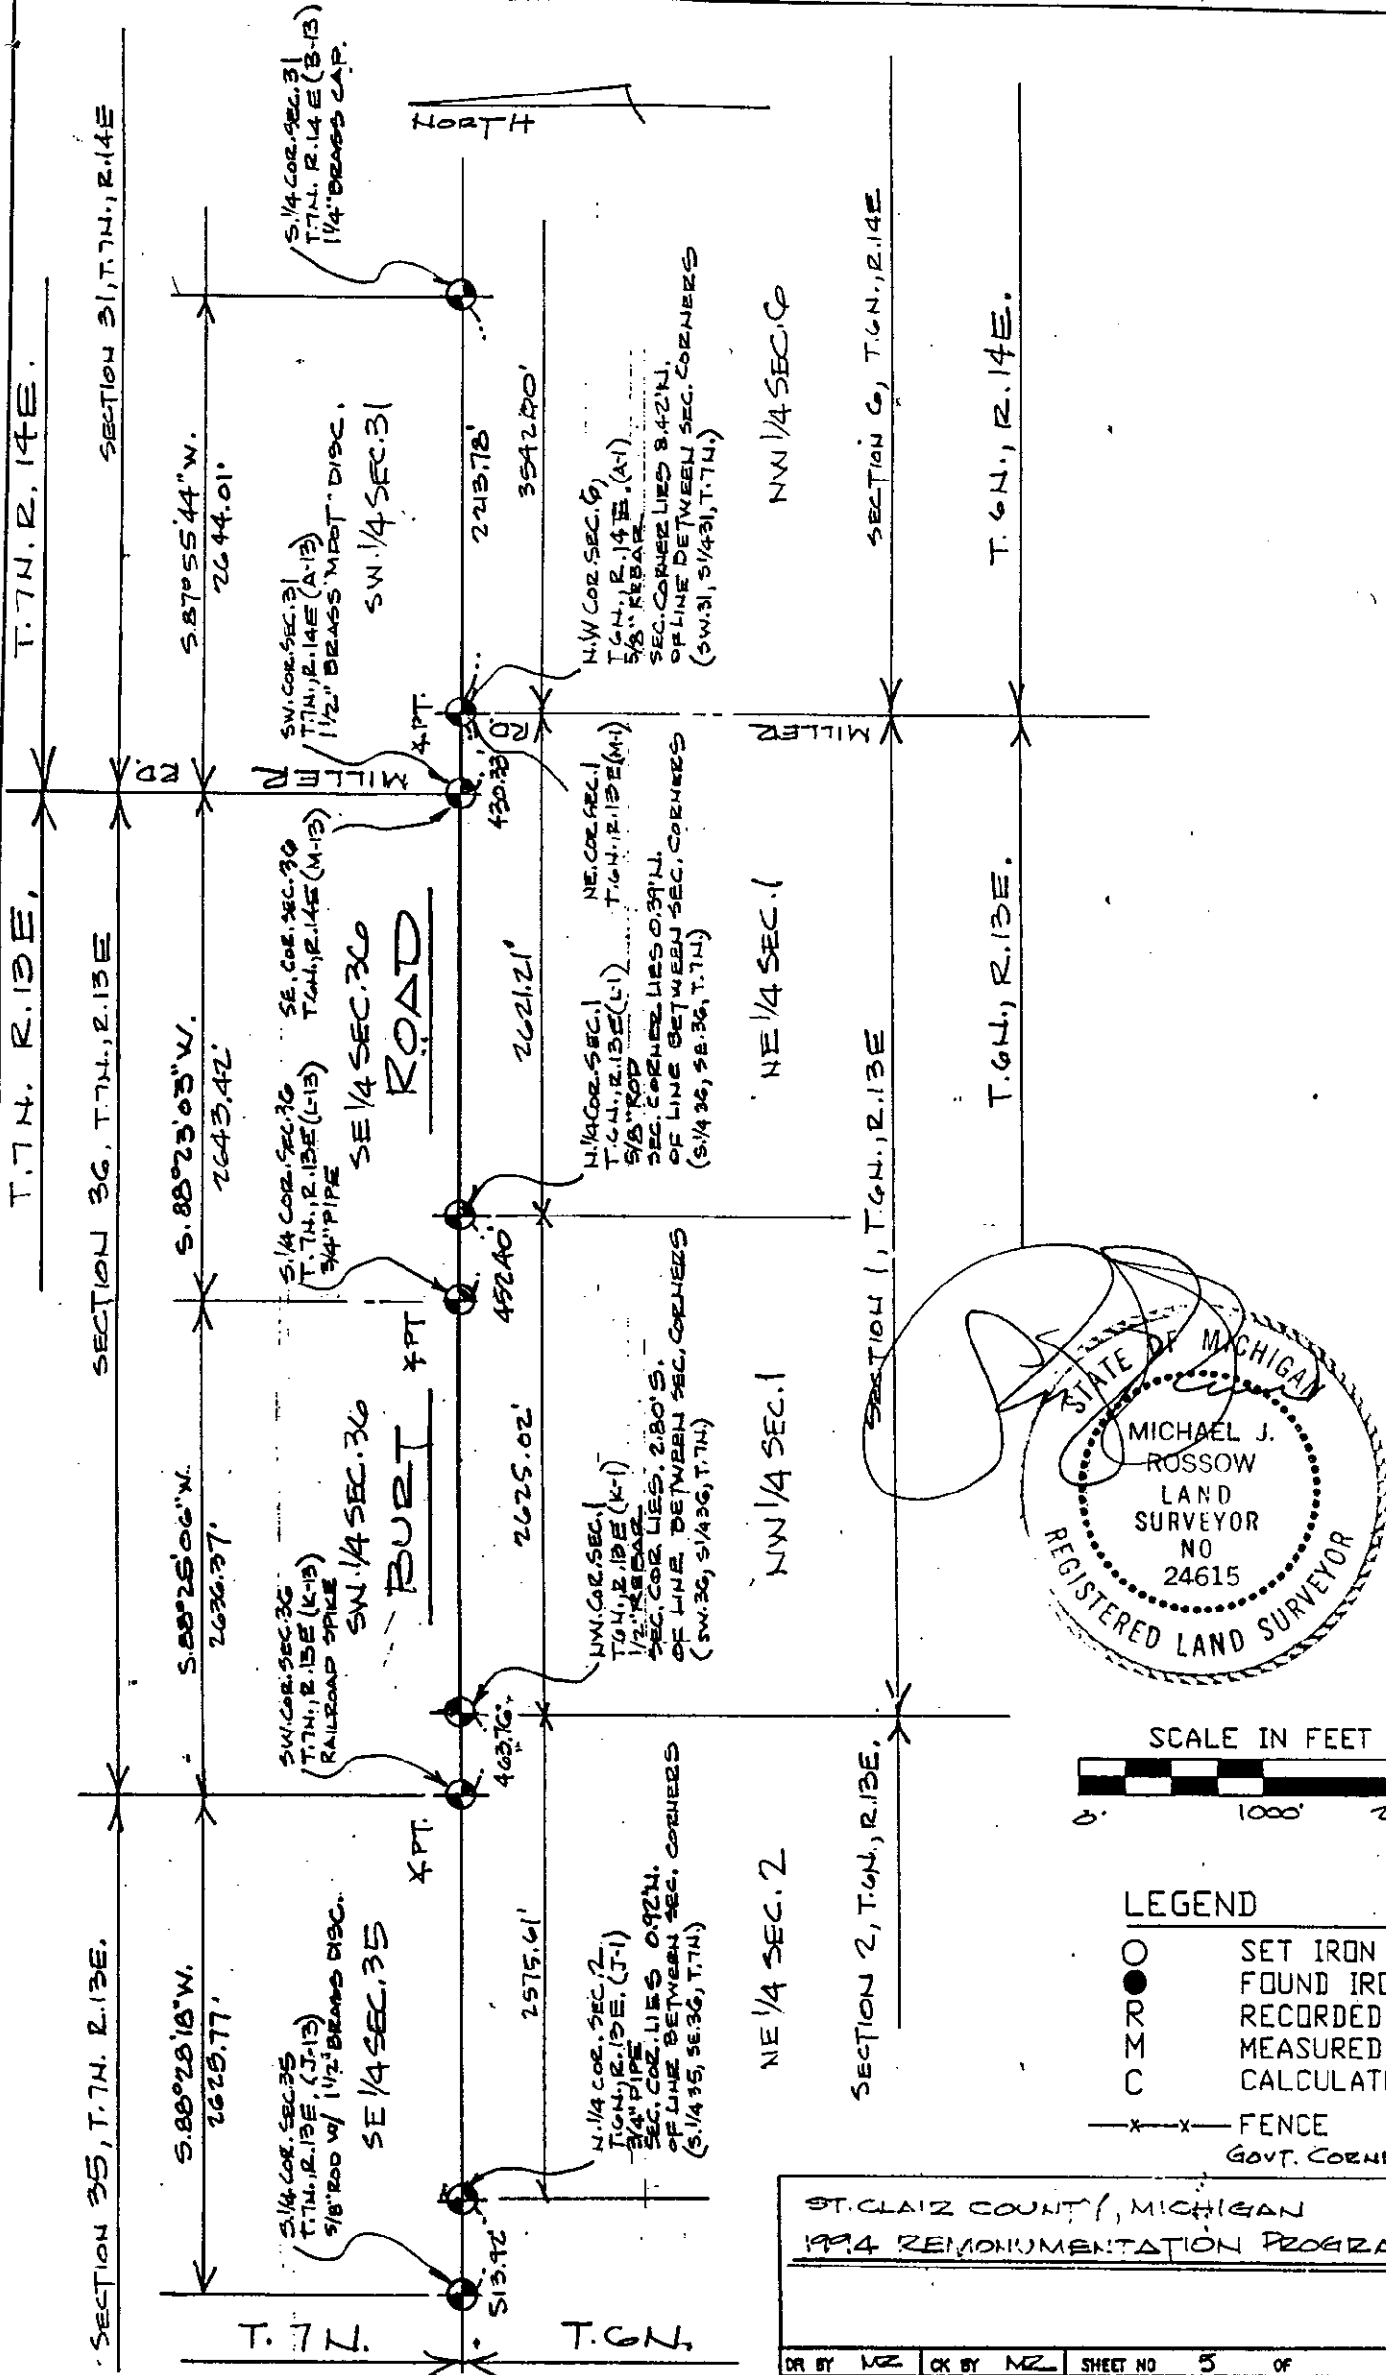 T.7N. R.13E.
T.7N. R.14E.
SECTION 35, T.7N. R.13E.
SECTION 36, T.7N., R.13E
SECTION 31, T.7N., R.14E
S.88°28'18"W.
2625.77'
S.88°25'06"W.
2636.37'
S.88°23'03"W.
2643.42'
S.87°55'44"W.
2644.01'
RD.
MILLER
S.1/4 COR. SEC.35
T.7N., R.13E, (J-13)
5/8" ROD W/ 1 1/2" BRASS DISC.
SE 1/4 SEC.35
SW.COR.SEC.36
T.7N., R.13E (K-13)
RAILROAD SPIKE
SW.1/4 SEC.36
S.1/4 COR.SEC.36
T.7N., R.13E (L-13)
3/4" PIPE
SE.COR.SEC.36
T.6N., R.14E (M-13)
SE 1/4 SEC.36
SW.COR.SEC.31
T.7N., R.14E (A-13)
1 1/2" BRASS "MDOT" DISC.
SW.1/4 SEC.31
S.1/4 COR.SEC.31
T.7N. R.14E (B-13)
1 1/4" BRASS CAP.
NORTH
BURT ROAD
∡PT.
∡PT
∡PT.
513.92'
463.76'
452.40'
430.33'
2213.78'
RD.
2575.61'
2625.02'
2621.21'
3542.00'
N.1/4 COR. SEC.2
T.6N., R.13E. (J-1)
3/4" PIPE
SEC. COR. LIES 0.92'N.
OF LINE BETWEEN SEC. CORNERS
(S.1/4 35, SE.36, T.7N.)
NW.COR.SEC.1
T.6N., R.13E (K-1)
1/2" REBAR
SEC. COR. LIES. 2.80'S.
OF LINE BETWEEN SEC. CORNERS
(SW.36, S1/4 36, T.7N.)
N.1/4 COR.SEC.1
T.6N., R.13E (L-1)
5/8" ROD
SEC. CORNER LIES 0.39'N.
OF LINE BETWEEN SEC. CORNERS
(S.1/4 36, SE.36, T.7N.)
NE.COR.SEC.1
T.6N., R.13E (M-1)
N.W COR.SEC.6,
T.6N., R.14E. (A-1)
5/8" REBAR
SEC. CORNER LIES 8.42'N.
OF LINE BETWEEN SEC. CORNERS
(SW.31, S1/4 31, T.7N.)
NE 1/4 SEC.2
NW 1/4 SEC.1
NE 1/4 SEC.1
NW 1/4 SEC.6
MILLER
SECTION 2, T.6N., R.13E.
SECTION 1, T.6N., R.13E
SECTION 6, T.6N., R.14E
T.6N., R.13E.
T.6N., R.14E.
T.7N.
T.6N.
STATE OF MICHIGAN
MICHAEL J.
ROSSOW
LAND
SURVEYOR
NO
24615
REGISTERED LAND SURVEYOR
SCALE IN FEET
0' 1000' 2
LEGEND
SET IRON
FOUND IRO
R RECORDED
M MEASURED
C CALCULATE
x x FENCE
GOVT. CORNE
ST. CLAIR COUNTY, MICHIGAN
1994 REMONUMENTATION PROGRA
DR BY MZ CK BY MZ SHEET NO 5 OF